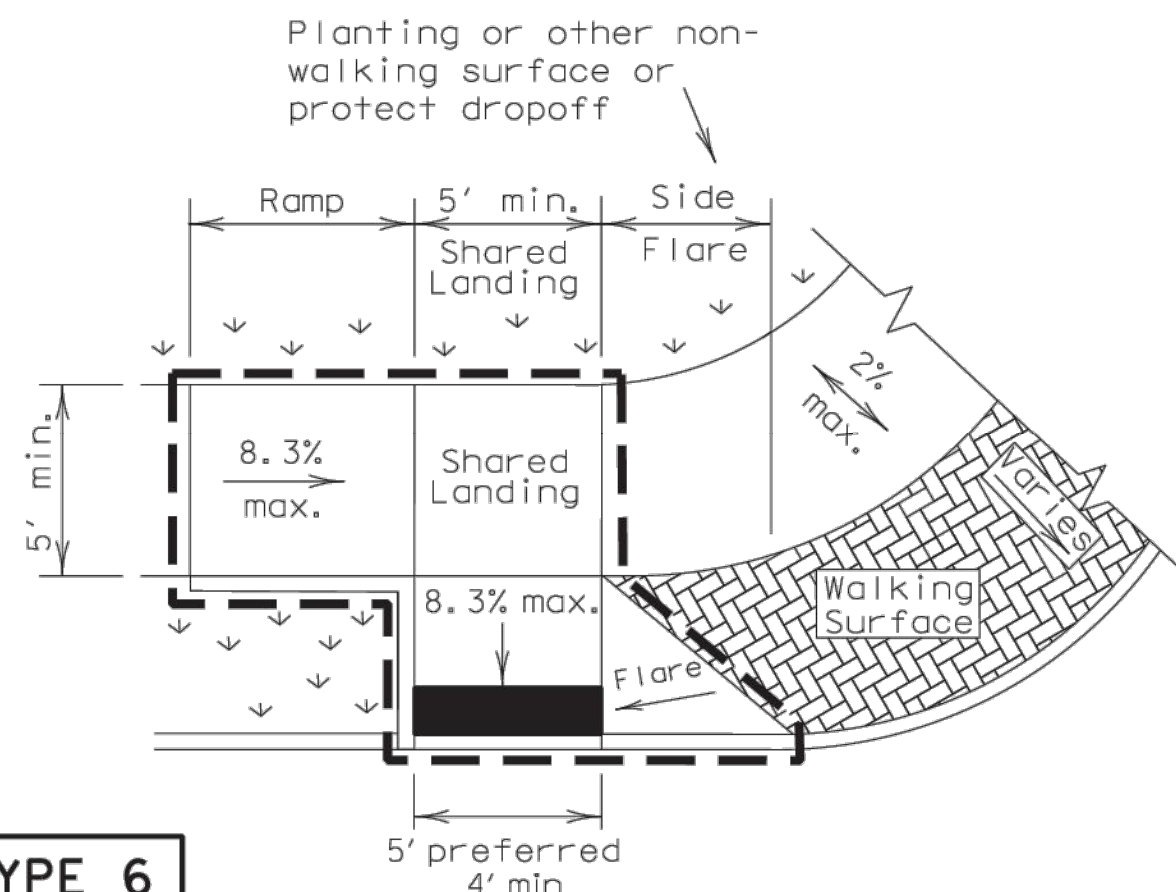 Planting or other non-
walking surface or
protect dropoff
Ramp
5' min.
Side
Shared
Landing
Flare
2%
max.
5' min.
8.3%
max.
Shared
Landing
Varies
8.3% max.
Walking
Surface
Flare
5' preferred
4' min
YPE 6